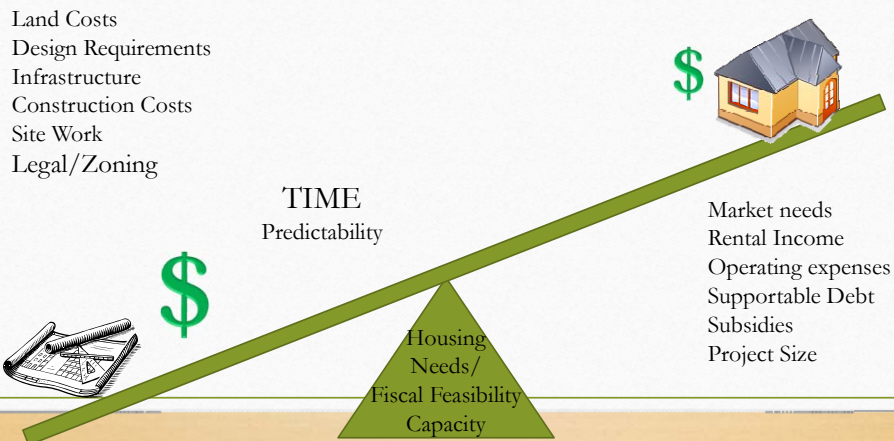 Land Costs
Design Requirements
Infrastructure
Construction Costs
Site Work
Legal/Zoning
$
TIME
Predictability
$
Market needs
Rental Income
Operating expenses
Supportable Debt
Subsidies
Project Size
Housing
Needs/
Fiscal Feasibility
Capacity